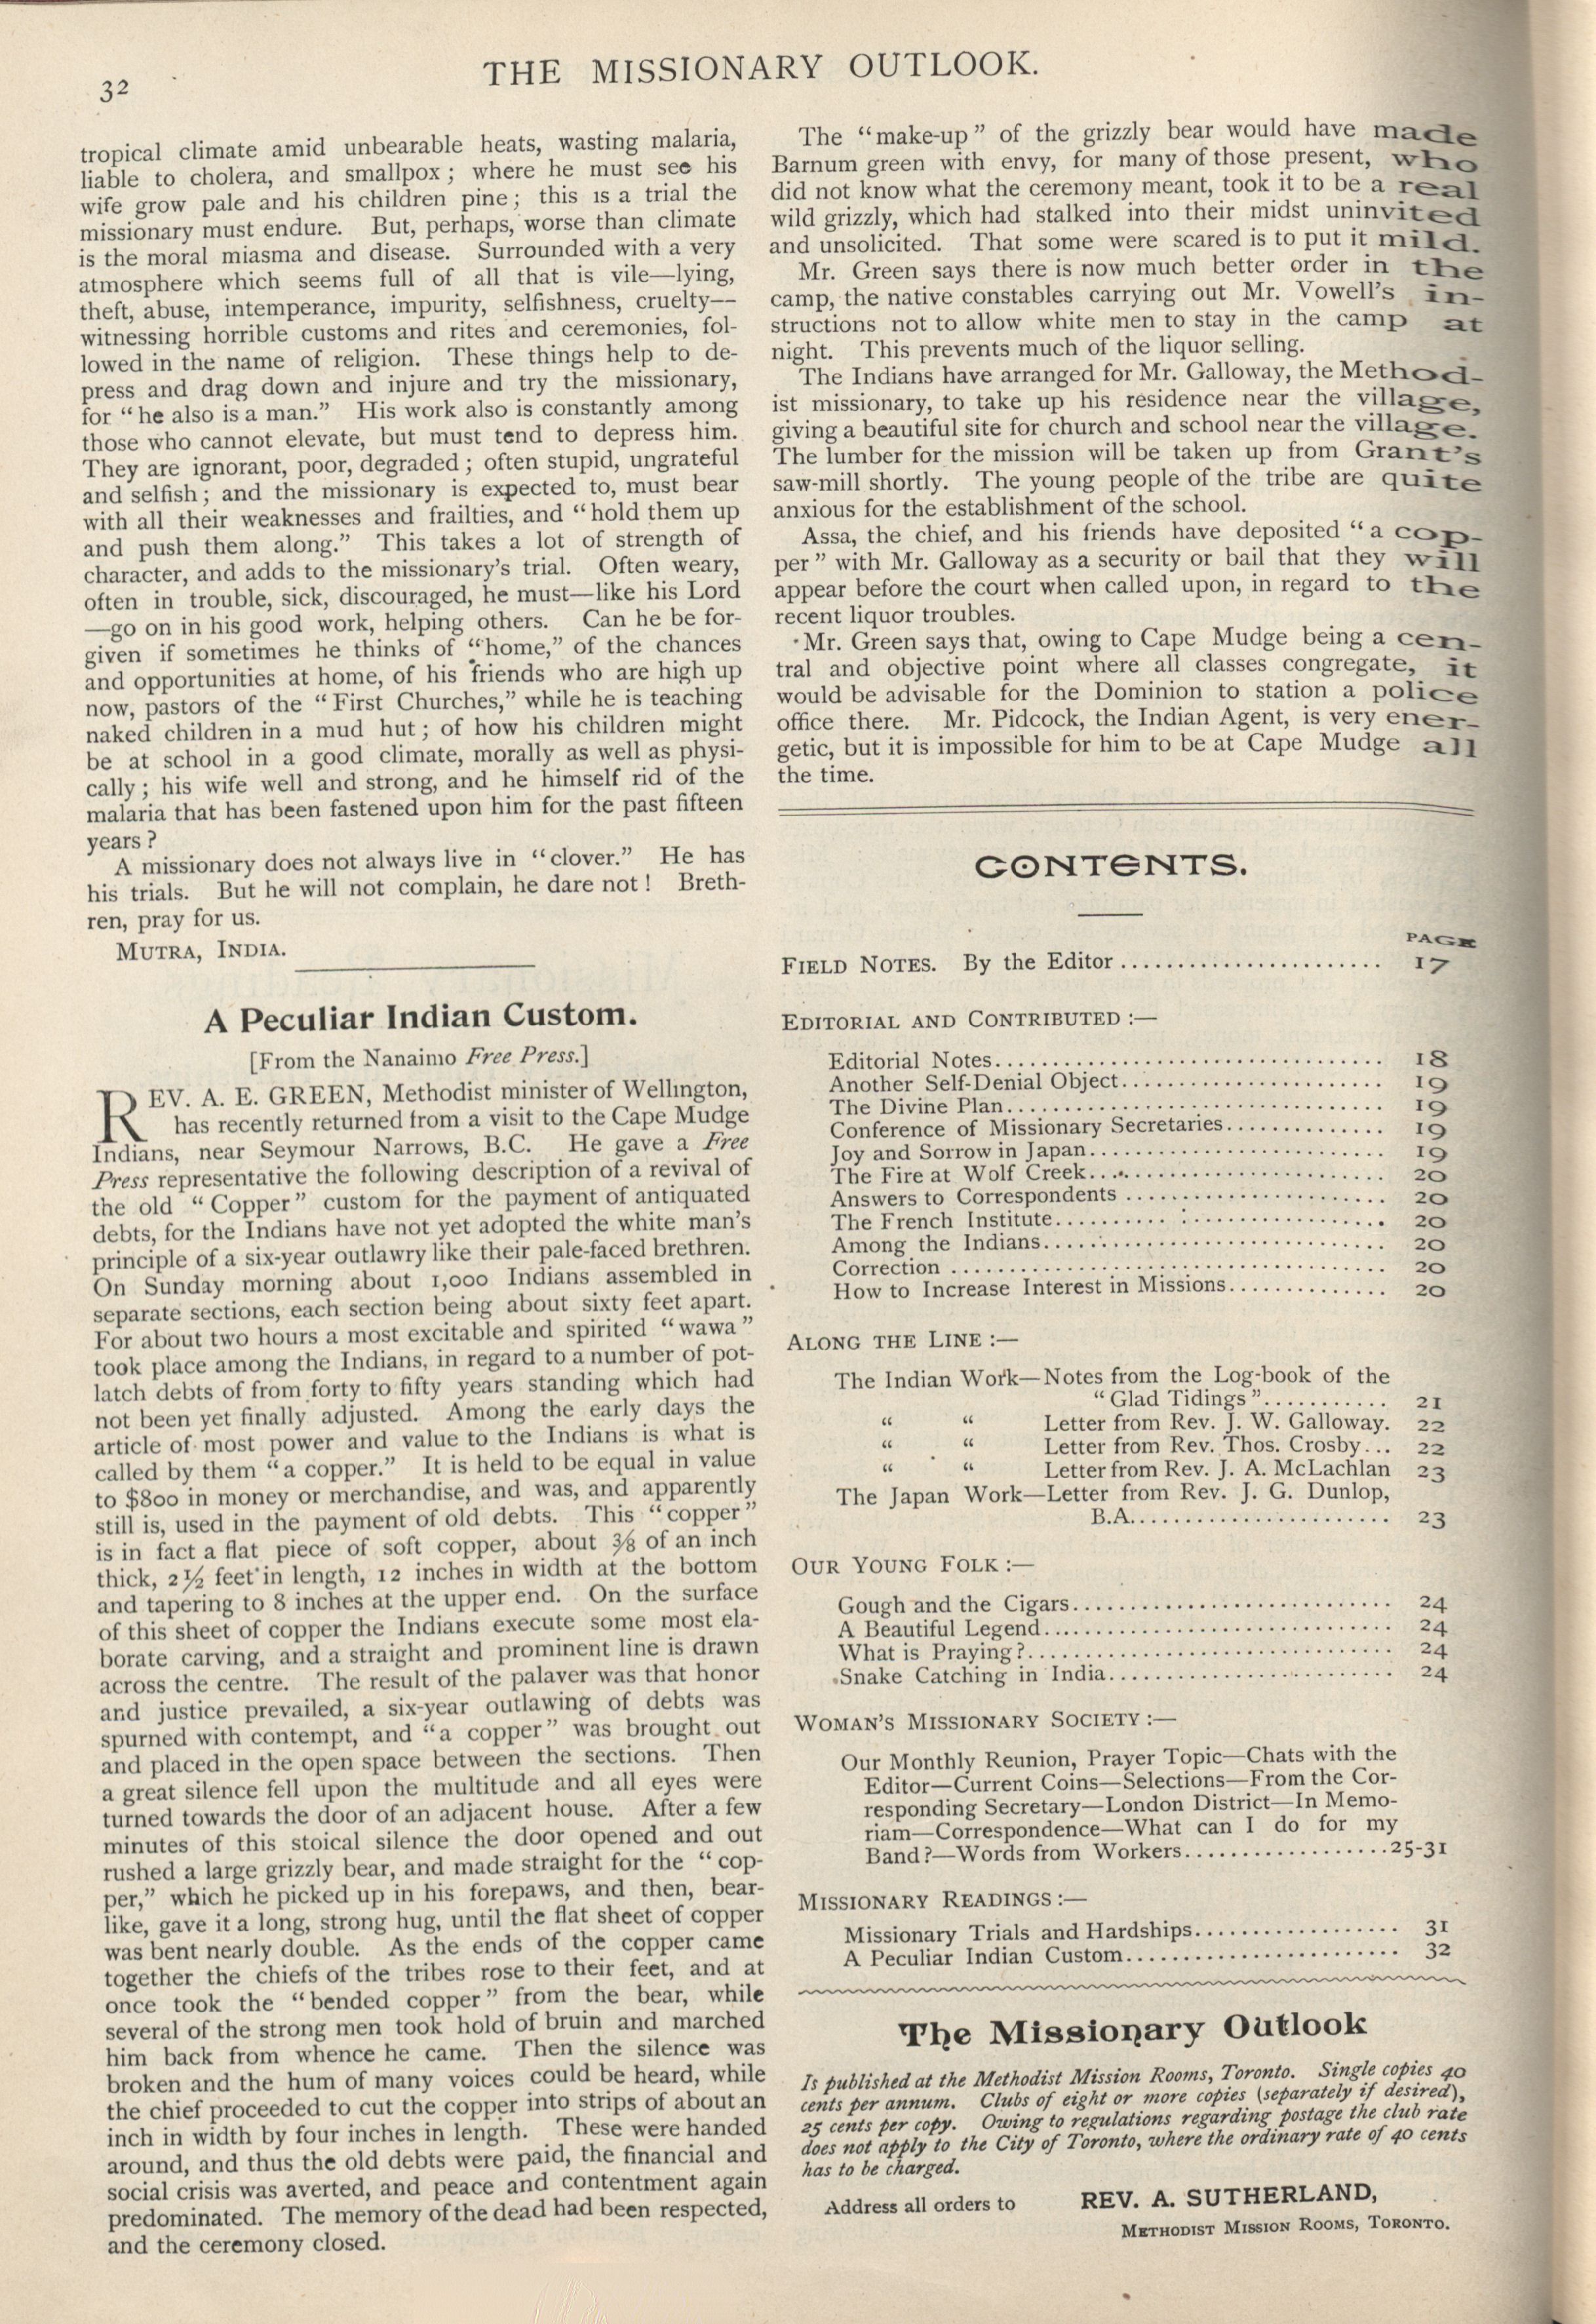 32
THE MISSIONARY OUTLOOK.
tropical climate amid unbearable heats, wasting malaria,
liable to cholera, and smallpox; where he must see his
wife grow pale and his children pine; this is a trial the
missionary must endure. But, perhaps, worse than climate
is the moral miasma and disease. Surrounded with a very
atmosphere which seems full of all that is vile—lying,
theft, abuse, intemperance, impurity, selfishness, cruelty—
witnessing horrible customs and rites and ceremonies, fol-
lowed in the name of religion. These things help to de-
press and drag down and injure and try the missionary,
for "he also is a man." His work also is constantly among
those who cannot elevate, but must tend to depress him.
They are ignorant, poor, degraded; often stupid, ungrateful
and selfish; and the missionary is expected to, must bear
with all their weaknesses and frailties, and "hold them up
and push them along." This takes a lot of strength of
character, and adds to the missionary's trial. Often weary,
often in trouble, sick, discouraged, he must—like his Lord
—go on in his good work, helping others. Can he be for-
given if sometimes he thinks of "home," of the chances
and opportunities at home, of his friends who are high up
now, pastors of the "First Churches," while he is teaching
naked children in a mud hut; of how his children might
be at school in a good climate, morally as well as physi-
cally; his wife well and strong, and he himself rid of the
malaria that has been fastened upon him for the past fifteen
years?
A missionary does not always live in "clover." He has
his trials. But he will not complain, he dare not! Breth-
ren, pray for us.
MUTRA, INDIA.
A Peculiar Indian Custom.
[From the Nanaimo Free Press.]
REV. A. E. GREEN, Methodist minister of Wellington,
has recently returned from a visit to the Cape Mudge
Indians, near Seymour Narrows, B.C. He gave a Free
Press representative the following description of a revival of
the old "Copper" custom for the payment of antiquated
debts, for the Indians have not yet adopted the white man's
principle of a six-year outlawry like their pale-faced brethren.
On Sunday morning about 1,000 Indians assembled in
separate sections, each section being about sixty feet apart.
For about two hours a most excitable and spirited "wawa"
took place among the Indians, in regard to a number of pot-
latch debts of from forty to fifty years standing which had
not been yet finally adjusted. Among the early days the
article of most power and value to the Indians is what is
called by them "a copper." It is held to be equal in value
to $800 in money or merchandise, and was, and apparently
still is, used in the payment of old debts. This "copper"
is in fact a flat piece of soft copper, about ⅜ of an inch
thick, 2½ feet in length, 12 inches in width at the bottom
and tapering to 8 inches at the upper end. On the surface
of this sheet of copper the Indians execute some most ela-
borate carving, and a straight and prominent line is drawn
across the centre. The result of the palaver was that honor
and justice prevailed, a six-year outlawing of debts was
spurned with contempt, and "a copper" was brought out
and placed in the open space between the sections. Then
a great silence fell upon the multitude and all eyes were
turned towards the door of an adjacent house. After a few
minutes of this stoical silence the door opened and out
rushed a large grizzly bear, and made straight for the "cop-
per," which he picked up in his forepaws, and then, bear-
like, gave it a long, strong hug, until the flat sheet of copper
was bent nearly double. As the ends of the copper came
together the chiefs of the tribes rose to their feet, and at
once took the "bended copper" from the bear, while
several of the strong men took hold of bruin and marched
him back from whence he came. Then the silence was
broken and the hum of many voices could be heard, while
the chief proceeded to cut the copper into strips of about an
inch in width by four inches in length. These were handed
around, and thus the old debts were paid, the financial and
social crisis was averted, and peace and contentment again
predominated. The memory of the dead had been respected,
and the ceremony closed.
The "make-up" of the grizzly bear would have made
Barnum green with envy, for many of those present, who
did not know what the ceremony meant, took it to be a real
wild grizzly, which had stalked into their midst uninvited
and unsolicited. That some were scared is to put it mild.
Mr. Green says there is now much better order in the
camp, the native constables carrying out Mr. Vowell's in-
structions not to allow white men to stay in the camp at
night. This prevents much of the liquor selling.
The Indians have arranged for Mr. Galloway, the Method-
ist missionary, to take up his residence near the village,
giving a beautiful site for church and school near the village.
The lumber for the mission will be taken up from Grant's
saw-mill shortly. The young people of the tribe are quite
anxious for the establishment of the school.
Assa, the chief, and his friends have deposited "a cop-
per" with Mr. Galloway as a security or bail that they will
appear before the court when called upon, in regard to the
recent liquor troubles.
Mr. Green says that, owing to Cape Mudge being a cen-
tral and objective point where all classes congregate, it
would be advisable for the Dominion to station a police
office there. Mr. Pidcock, the Indian Agent, is very ener-
getic, but it is impossible for him to be at Cape Mudge all
the time.
CONTENTS.
PAGE
FIELD NOTES. By the Editor........................ 17
EDITORIAL AND CONTRIBUTED:—
Editorial Notes.................................. 18
Another Self-Denial Object....................... 19
The Divine Plan................................. 19
Conference of Missionary Secretaries.............. 19
Joy and Sorrow in Japan.......................... 19
The Fire at Wolf Creek........................... 20
Answers to Correspondents ....................... 20
The French Institute............................. 20
Among the Indians............................... 20
Correction ...................................... 20
How to Increase Interest in Missions.............. 20
ALONG THE LINE:—
The Indian Work—Notes from the Log-book of the
"Glad Tidings"........... 21
" " Letter from Rev. J. W. Galloway. 22
" " Letter from Rev. Thos. Crosby... 22
" " Letter from Rev. J. A. McLachlan 23
The Japan Work—Letter from Rev. J. G. Dunlop,
B.A....................... 23
OUR YOUNG FOLK:—
Gough and the Cigars............................ 24
A Beautiful Legend............................... 24
What is Praying?................................ 24
Snake Catching in India.......................... 24
WOMAN'S MISSIONARY SOCIETY:—
Our Monthly Reunion, Prayer Topic—Chats with the
Editor—Current Coins—Selections—From the Cor-
responding Secretary—London District—In Memo-
riam—Correspondence—What can I do for my
Band?—Words from Workers..................25-31
MISSIONARY READINGS:—
Missionary Trials and Hardships.................. 31
A Peculiar Indian Custom........................ 32
The Missionary Outlook
Is published at the Methodist Mission Rooms, Toronto. Single copies 40
cents per annum. Clubs of eight or more copies (separately if desired),
25 cents per copy. Owing to regulations regarding postage the club rate
does not apply to the City of Toronto, where the ordinary rate of 40 cents
has to be charged.
Address all orders to REV. A. SUTHERLAND,
METHODIST MISSION ROOMS, TORONTO.